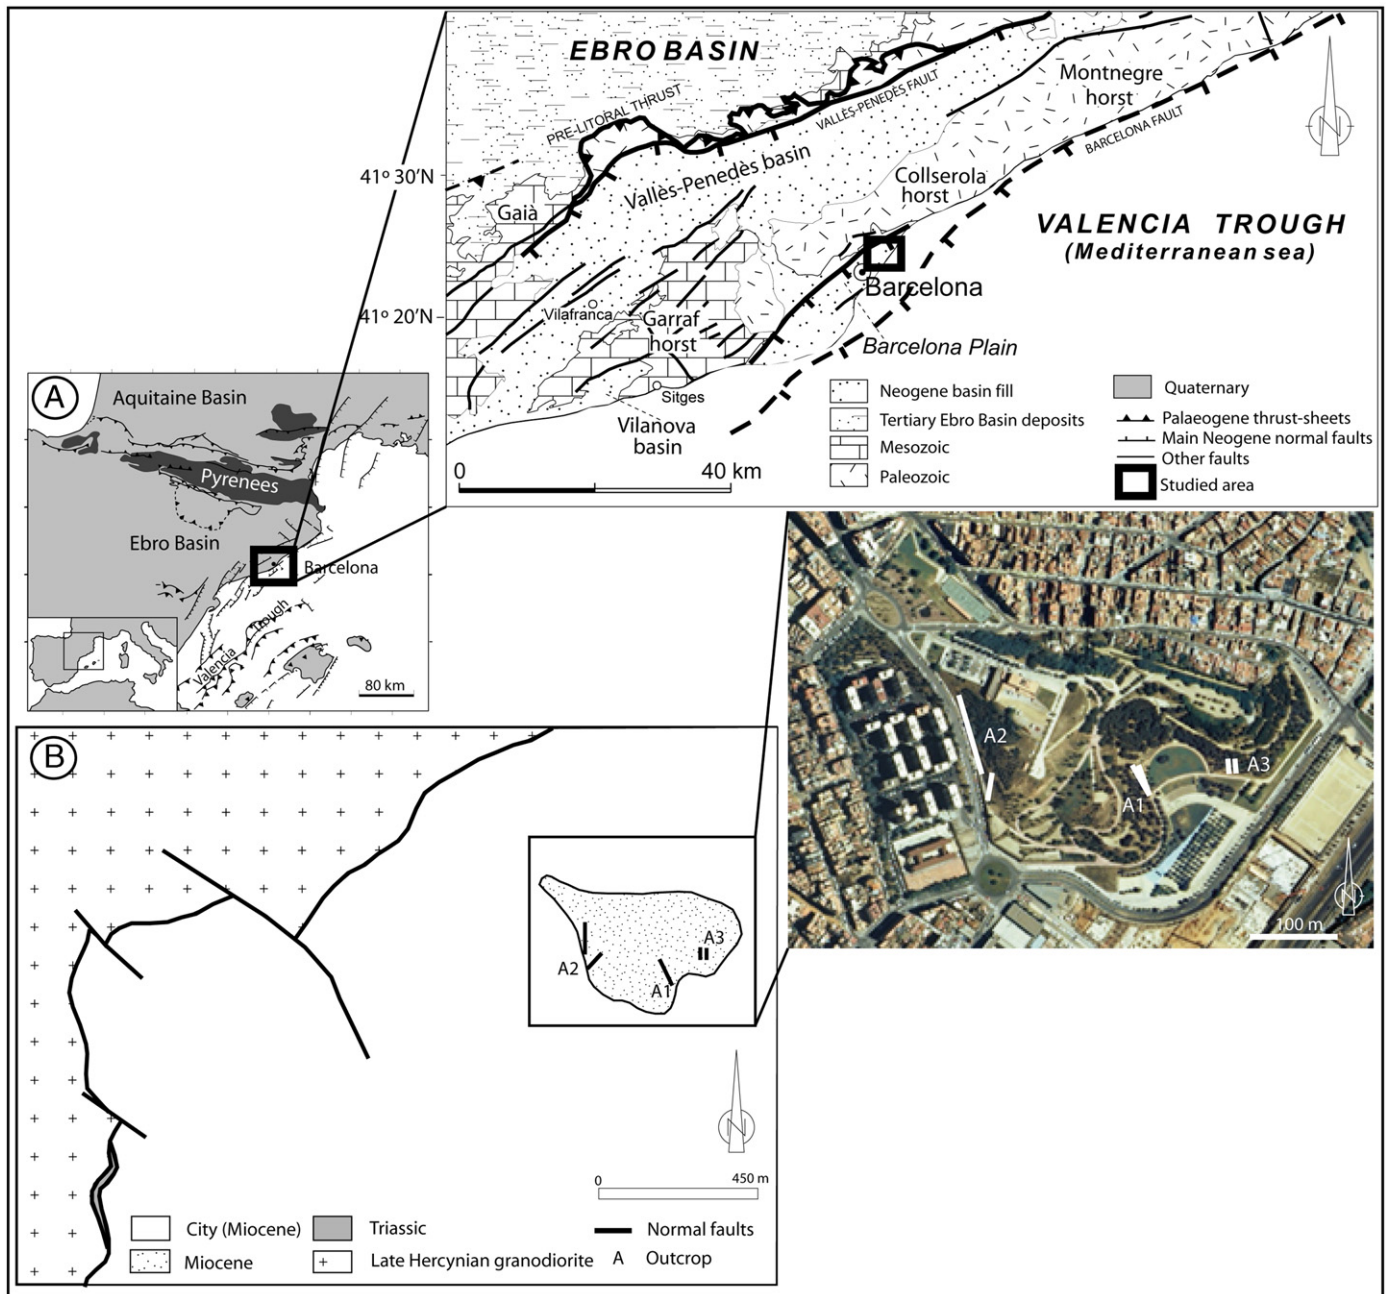 EBRO BASIN
PRE-LITORAL THRUST
VALLÈS-PENEDÈS FAULT
Montnegre
horst
BARCELONA FAULT
N
41º 30'N
Vallès-Penedès basin
Collserola
horst
Gaià
VALENCIA TROUGH
(Mediterranean sea)
Barcelona
41º 20'N
Vilafranca
Garraf
horst
Barcelona Plain
Sitges
Vilanova
basin
0
40 km
Neogene basin fill
Tertiary Ebro Basin deposits
Mesozoic
Paleozoic
Quaternary
Palaeogene thrust-sheets
Main Neogene normal faults
Other faults
Studied area
A
Aquitaine Basin
Pyrenees
Ebro Basin
Barcelona
Valencia
Trough
80 km
A2
A3
A1
N
100 m
B
A3
A2
A1
N
0
450 m
City (Miocene)
Triassic
Normal faults
Miocene
Late Hercynian granodiorite
A
Outcrop